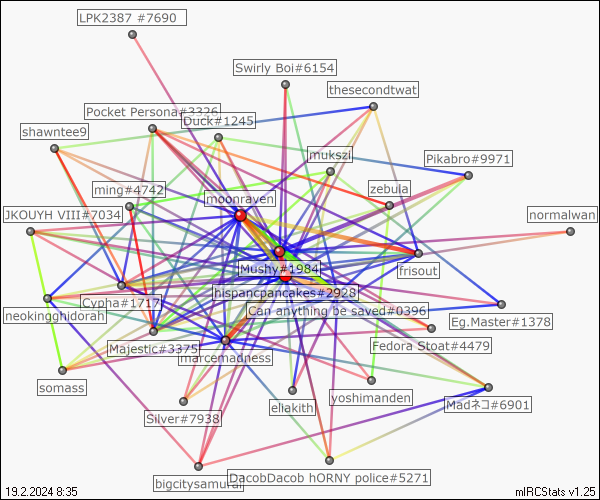 LPK2387 #7690
Swirly Boi#6154
thesecondtwat
Pocket Persona#3326
Duck#1245
shawntee9
mukszi
Pikabro#9971
ming#4742
zebula
moonraven
JKOUYH VIII#7034
normalwan
Mushy#1984
frisout
hispancpancakes#2928
Cypha#1717
neokingghidorah
Can anything be saved#0396
Eg.Master#1378
Majestic#3375
Fedora Stoat#4479
marcemadness
somass
yoshimanden
eliakith
Silver#7938
Madネコ#6901
bigcitysamurai
DacobDacob hORNY police#5271
19.2.2024 8:35
mIRCStats v1.25